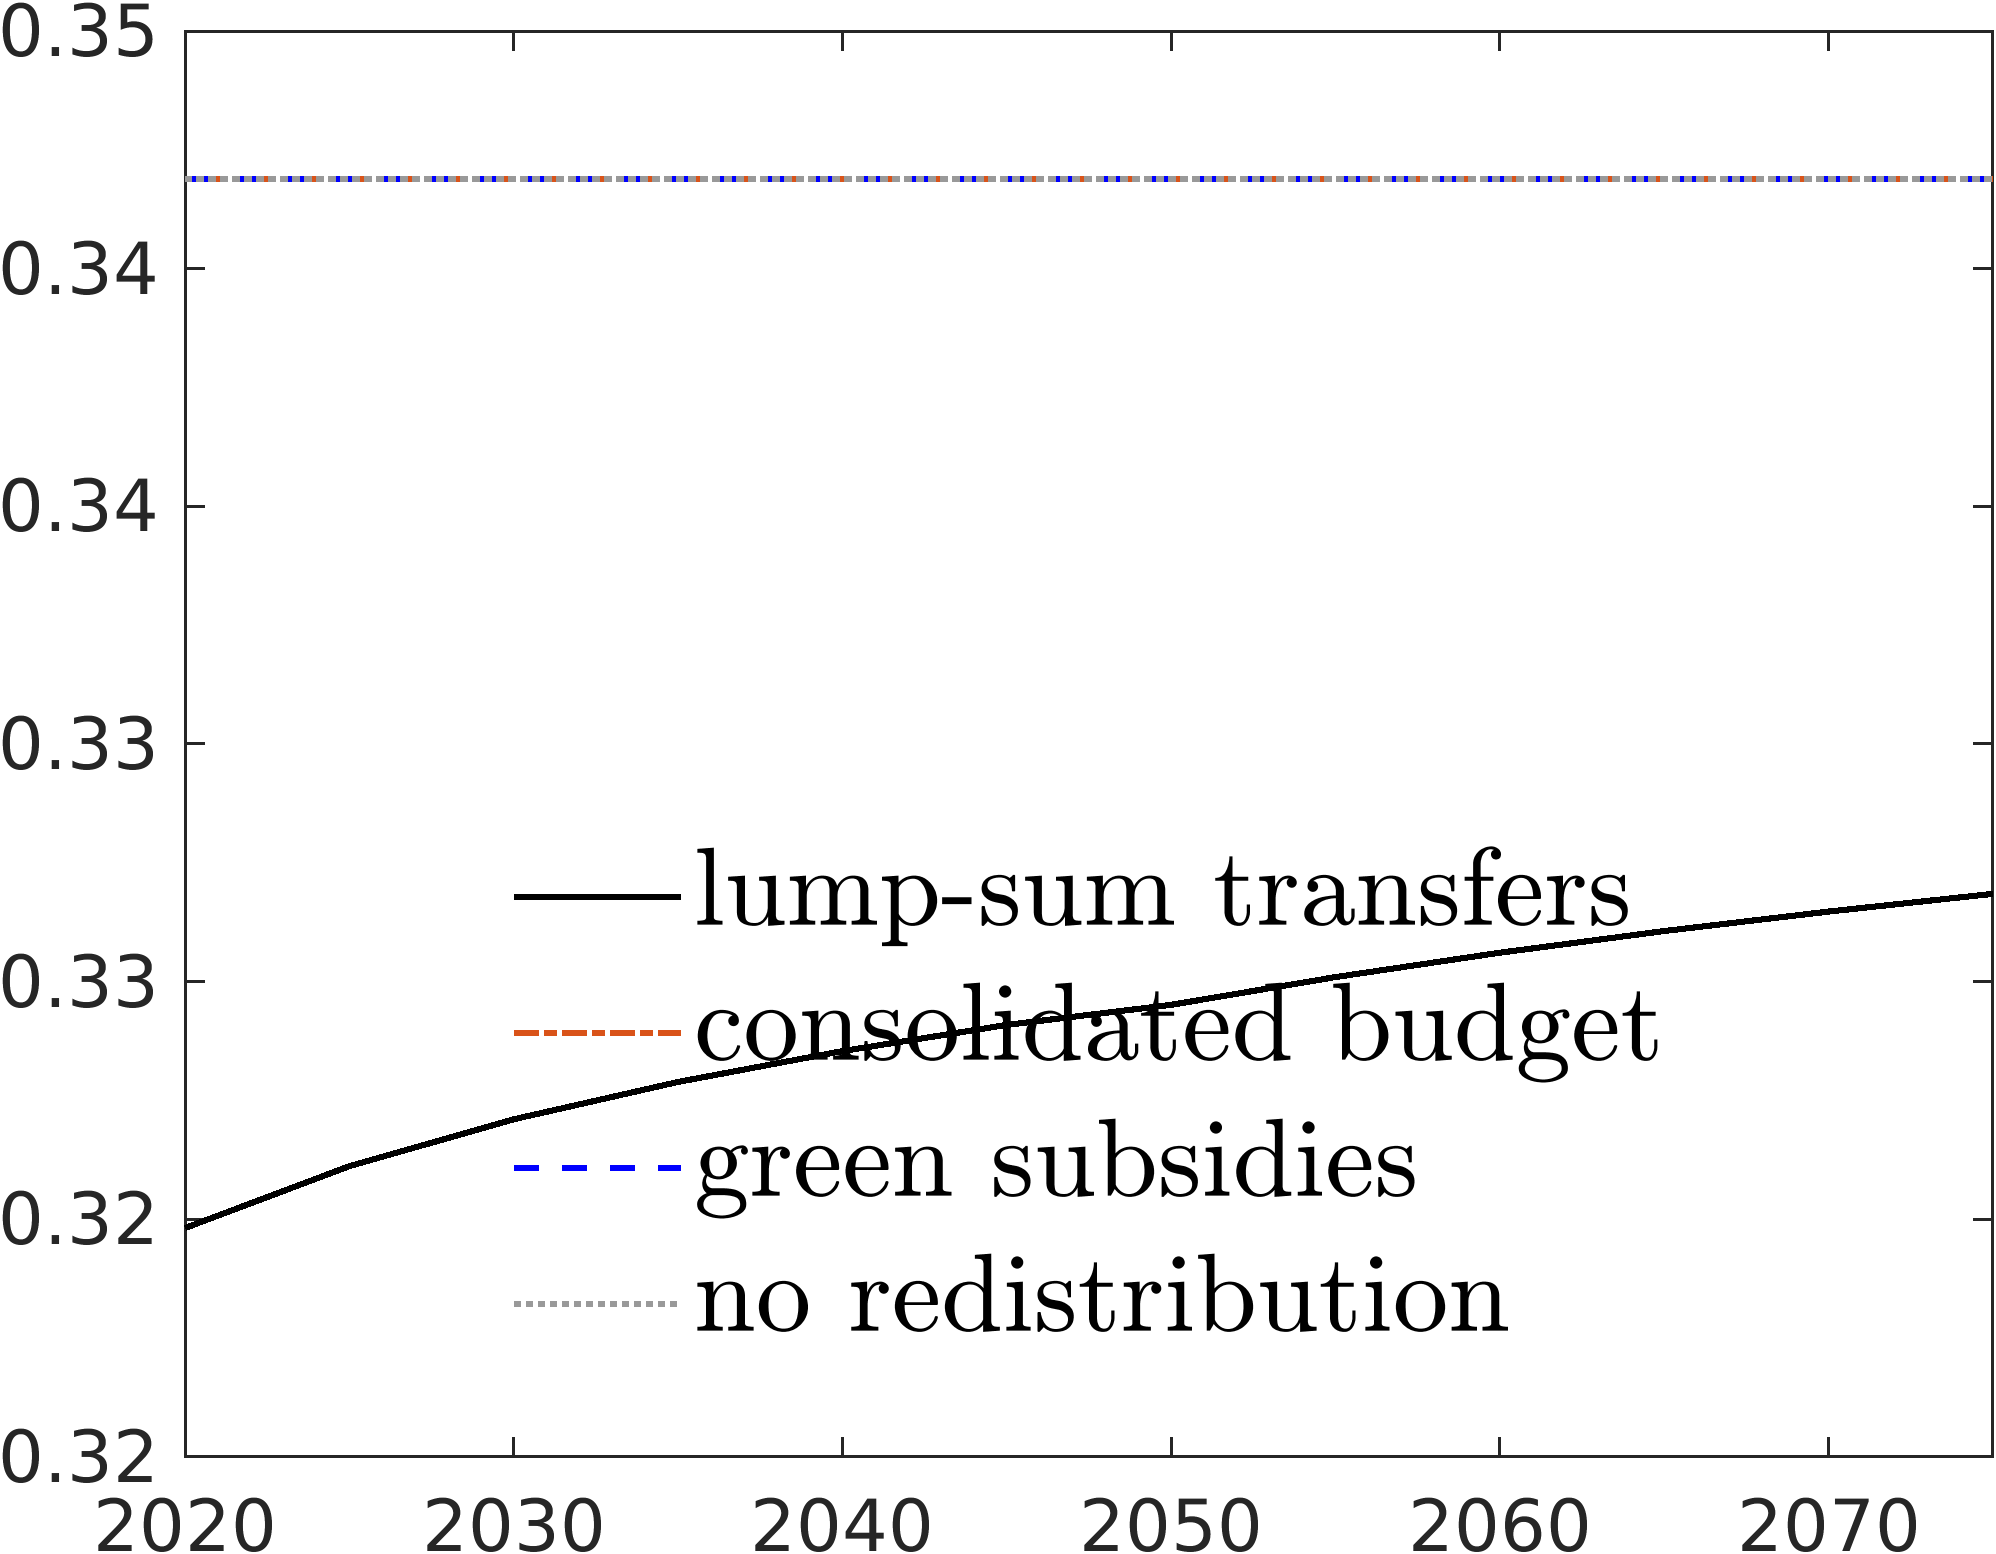 0.35
0.34
0.34
0.33
0.33
0.32
0.32
lump-sum transfers
consolidated budget
green subsidies
no redistribution
2020 2030 2040 2050 2060 2070